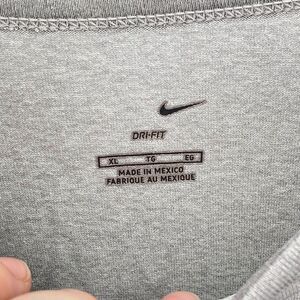 DRI-FIT
XL TG EG
MADE IN MEXICO
FABRIQUE AU MEXIQUE